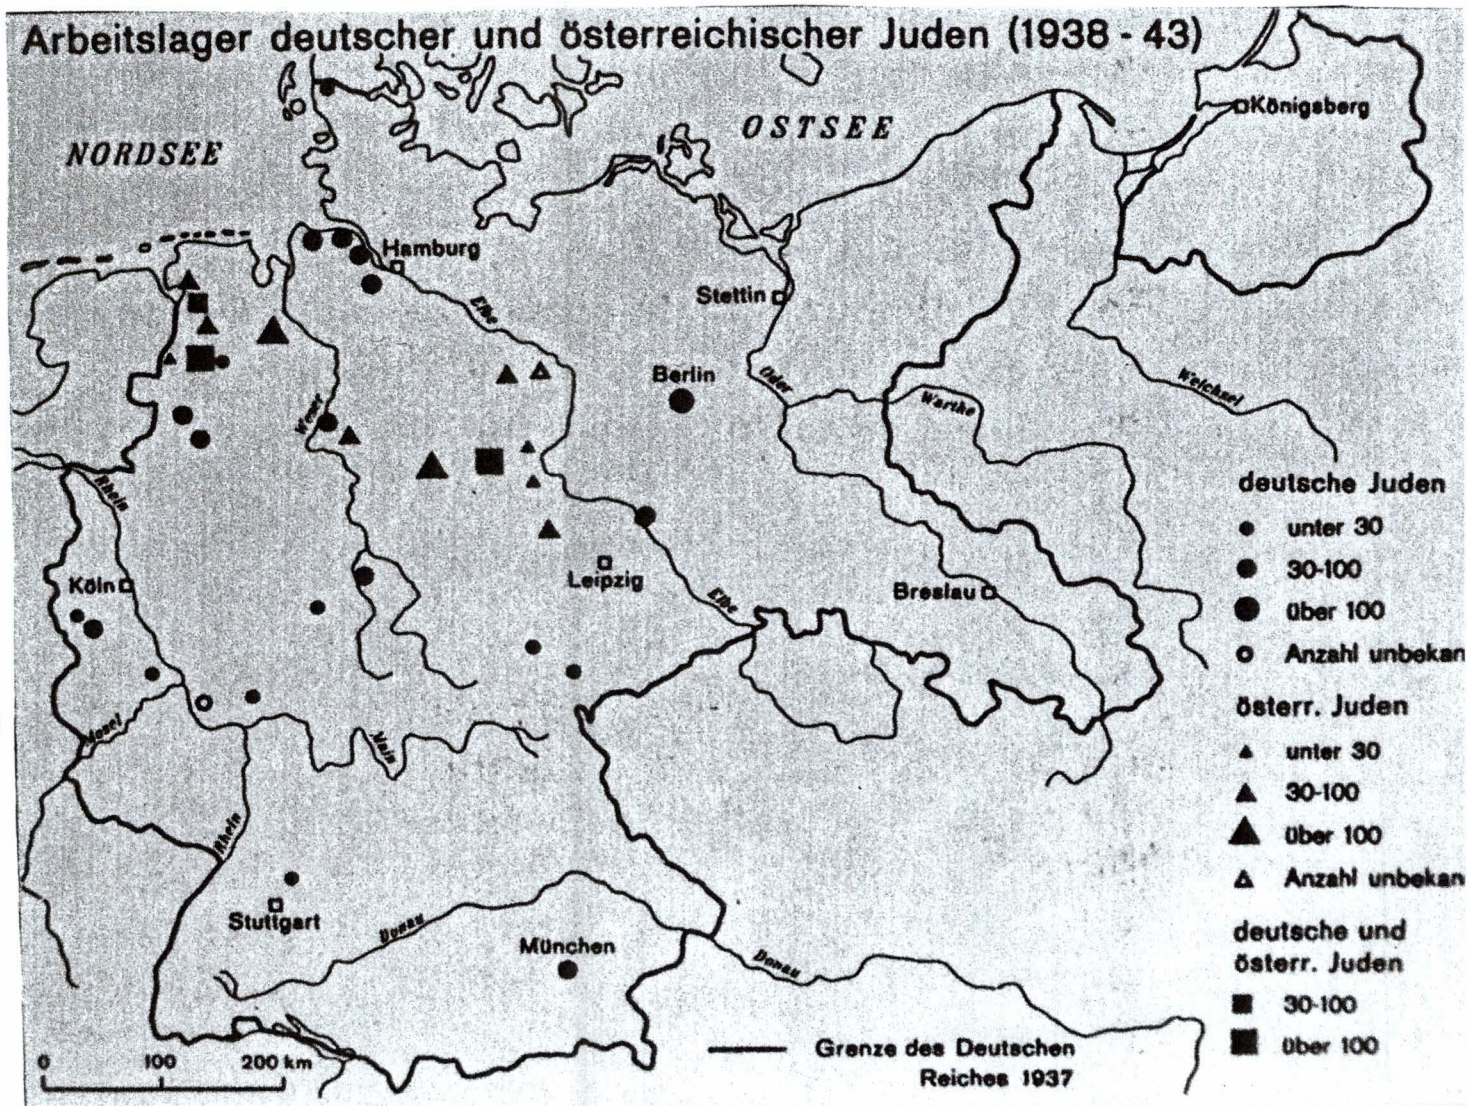 Arbeitslager deutscher und österreichischer Juden (1938 - 43)
NORDSEE
OSTSEE
Königsberg
Hamburg
Elbe
Stettin
Berlin
Oder
Warthe
Weichsel
Weser
Rhein
Köln
Leipzig
Elbe
Breslau
Mosel
Main
Rhein
Stuttgart
Donau
München
Donau
deutsche Juden
unter 30
30-100
über 100
Anzahl unbekan
österr. Juden
unter 30
30-100
über 100
Anzahl unbekan
deutsche und
österr. Juden
30-100
über 100
0 100 200 km
Grenze des Deutschen
Reiches 1937